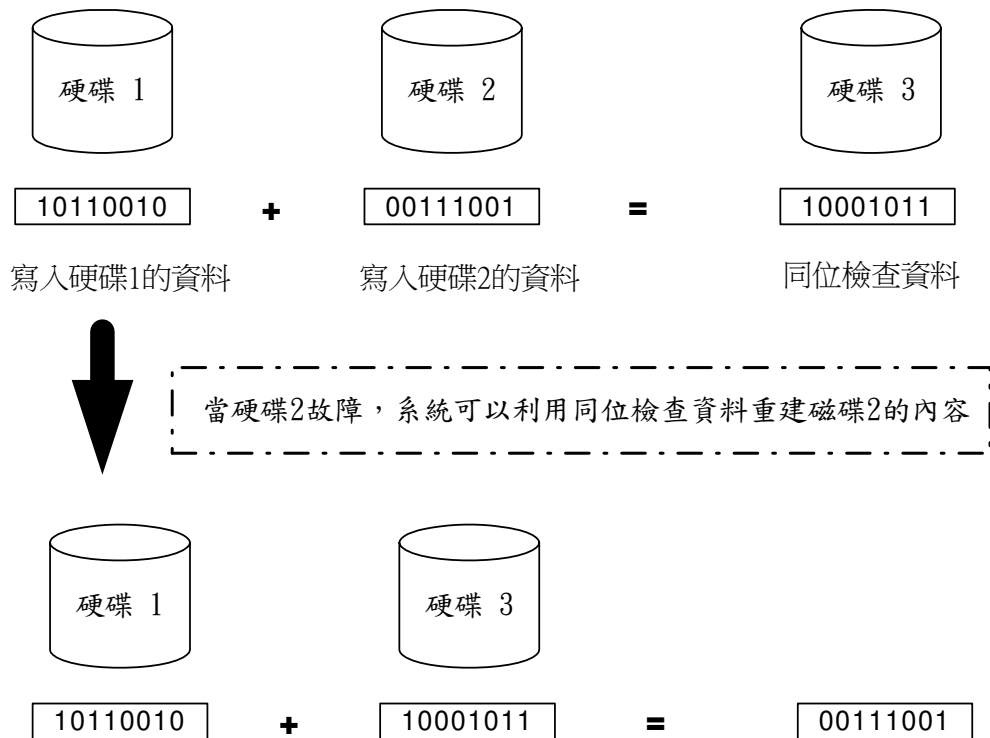 硬碟 1 硬碟 2 硬碟 3
10110010 + 00111001 = 10001011
寫入硬碟1的資料 寫入硬碟2的資料 同位檢查資料
當硬碟2故障，系統可以利用同位檢查資料重建磁碟2的內容
硬碟 1 硬碟 3
10110010 + 10001011 = 00111001